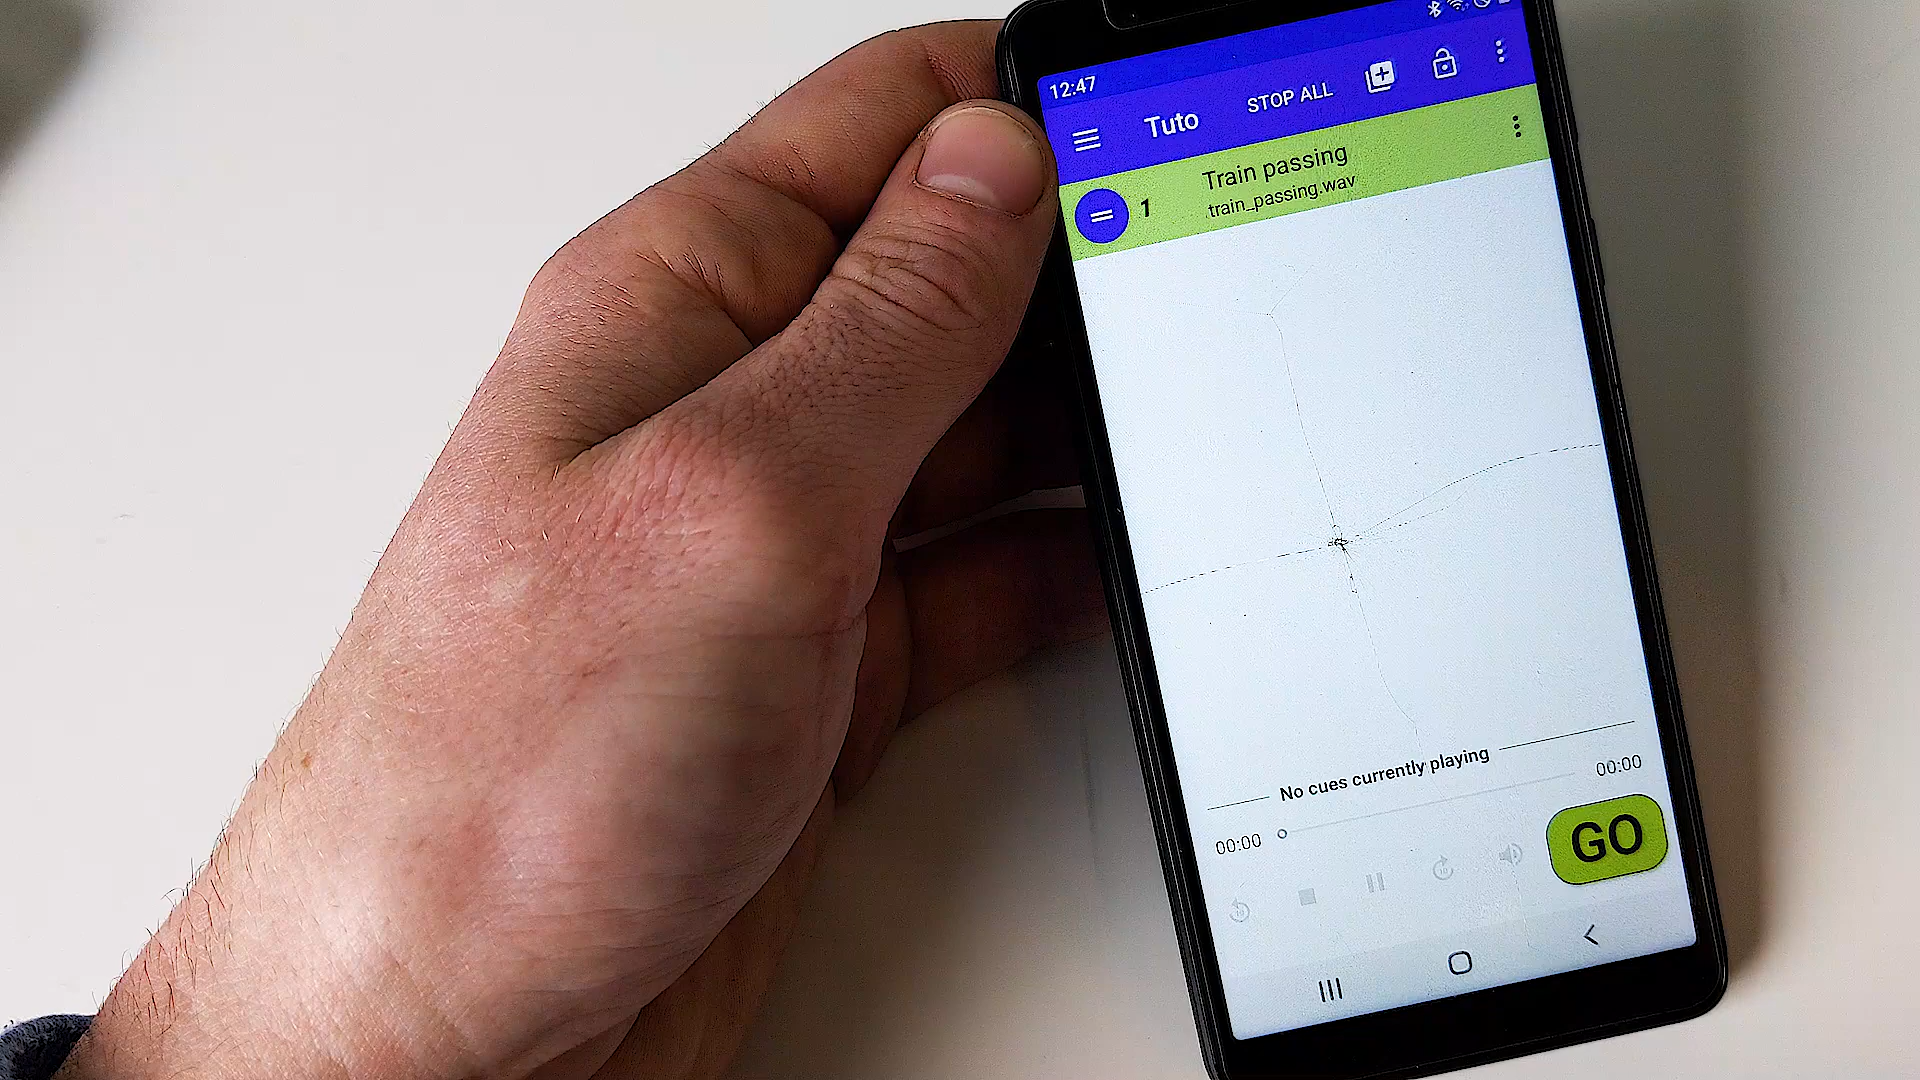 12:47
Tuto
STOP ALL
1
Train passing
train_passing.wav
No cues currently playing
00:00
00:00
GO